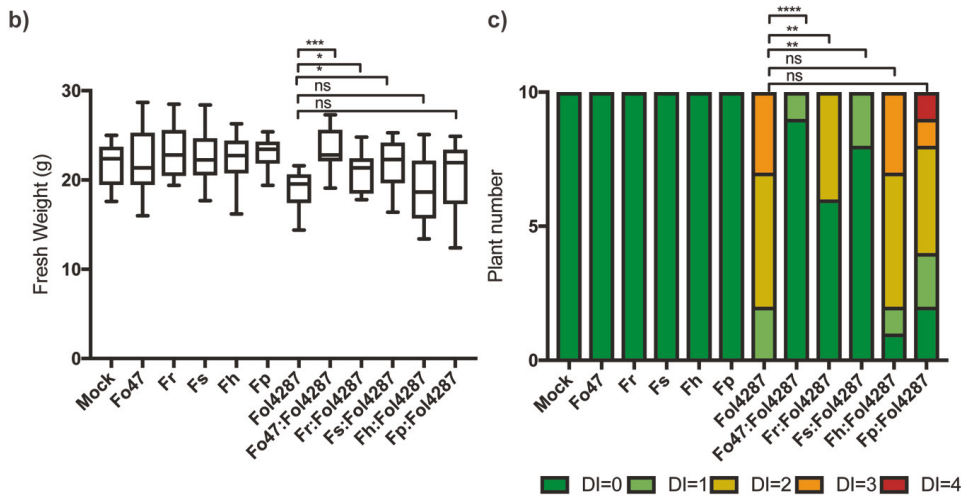 b)
***
*
*
ns
ns
30
20
10
0
Fresh Weight (g)
Mock
Fo47
Fr
Fs
Fh
Fp
Fol4287
Fo47:Fol4287
Fr:Fol4287
Fs:Fol4287
Fh:Fol4287
Fp:Fol4287
c)
****
**
**
ns
ns
10
5
0
Plant number
Mock
Fo47
Fr
Fs
Fh
Fp
Fol4287
Fo47:Fol4287
Fr:Fol4287
Fs:Fol4287
Fh:Fol4287
Fp:Fol4287
DI=0 DI=1 DI=2 DI=3 DI=4